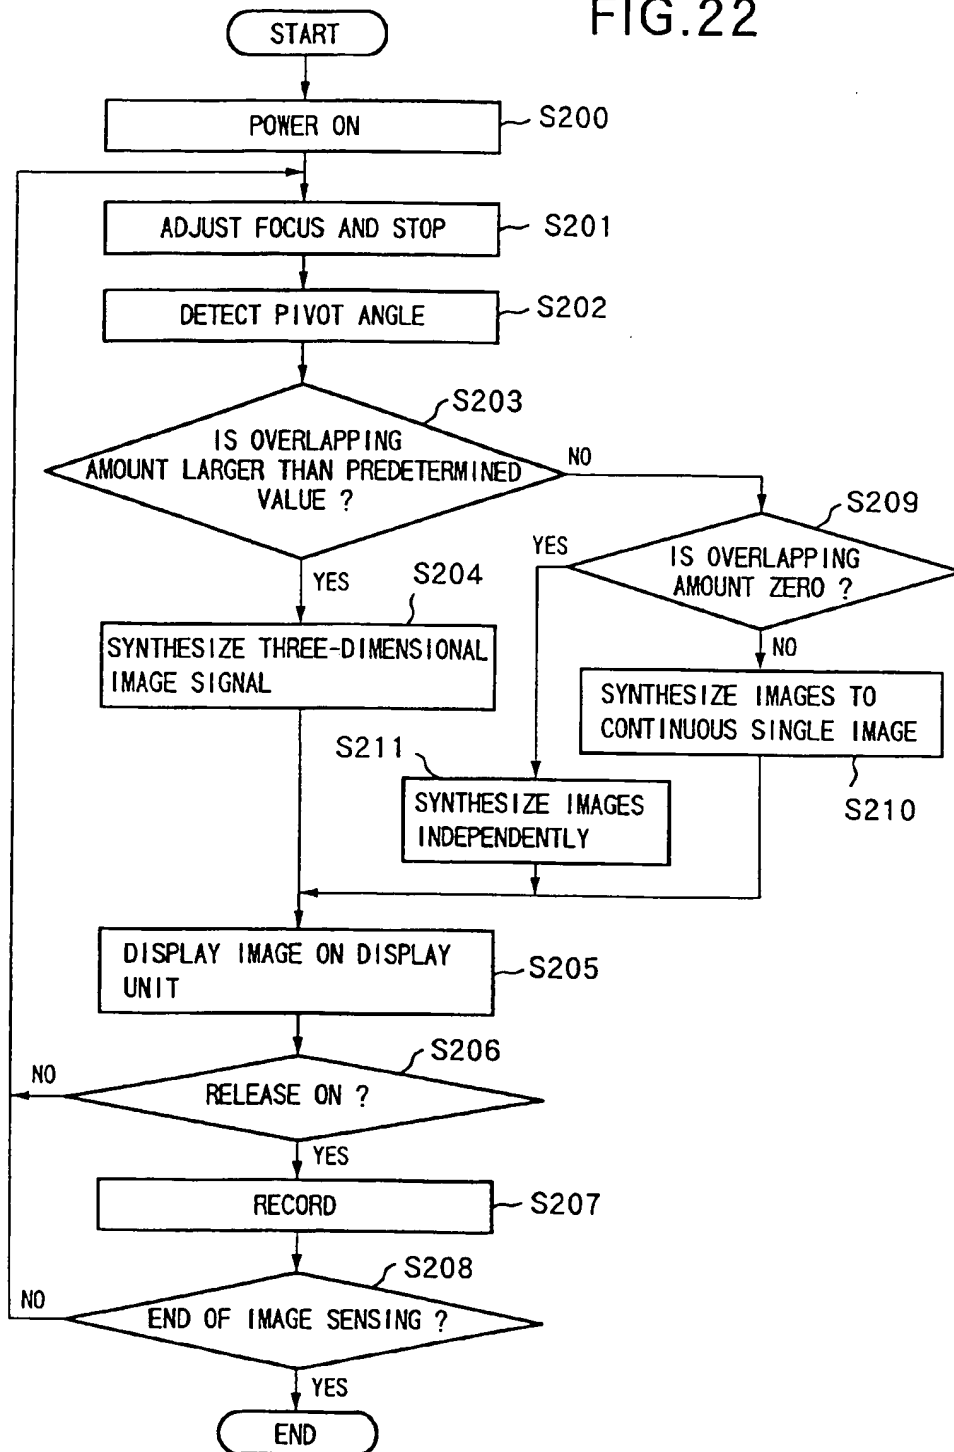 FIG.22
START
POWER ON
S200
ADJUST FOCUS AND STOP
S201
DETECT PIVOT ANGLE
S202
S203
IS OVERLAPPING
AMOUNT LARGER THAN PREDETERMINED
VALUE ?
NO
YES
S209
IS OVERLAPPING
AMOUNT ZERO ?
YES
NO
S204
SYNTHESIZE THREE-DIMENSIONAL
IMAGE SIGNAL
SYNTHESIZE IMAGES TO
CONTINUOUS SINGLE IMAGE
S210
S211
SYNTHESIZE IMAGES
INDEPENDENTLY
DISPLAY IMAGE ON DISPLAY
UNIT
S205
S206
RELEASE ON ?
NO
YES
RECORD
S207
S208
END OF IMAGE SENSING ?
NO
YES
END